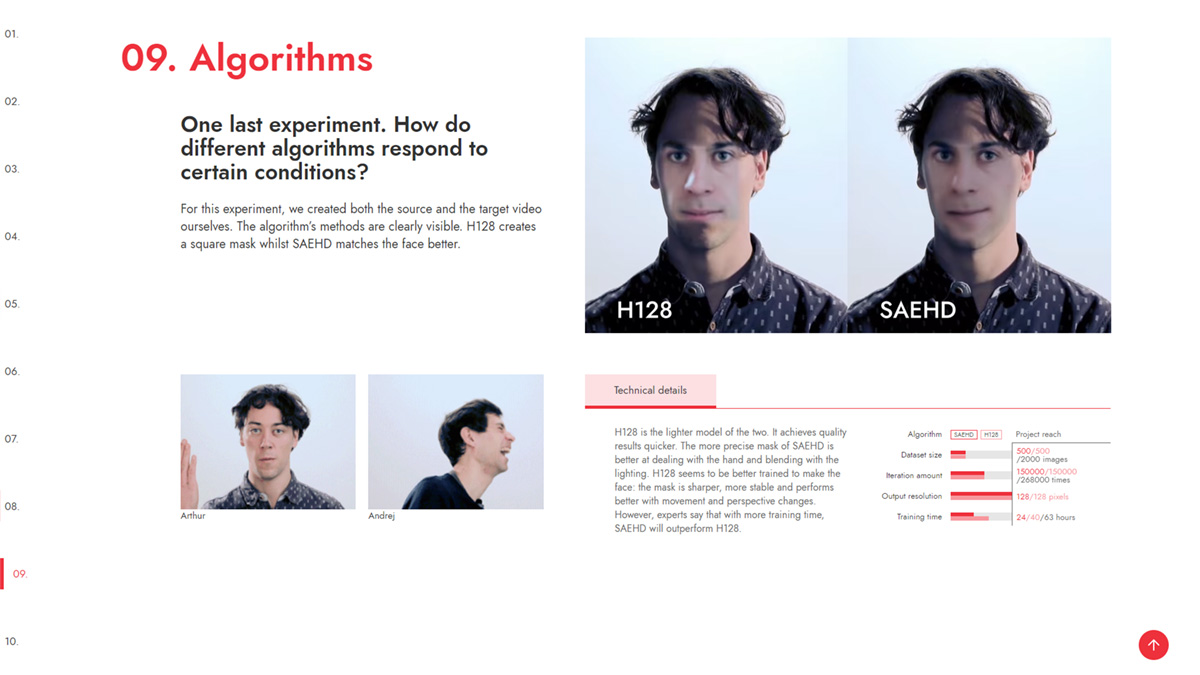 01.
02.
03.
04.
05.
06.
07.
08.
09.
10.
09. Algorithms
One last experiment. How do
different algorithms respond to
certain conditions?
For this experiment, we created both the source and the target video
ourselves. The algorithm's methods are clearly visible. H128 creates
a square mask whilst SAEHD matches the face better.
H128
SAEHD
Arthur
Andrej
Technical details
H128 is the lighter model of the two. It achieves quality
results quicker. The more precise mask of SAEHD is
better at dealing with the hand and blending with the
lighting. H128 seems to be better trained to make the
face: the mask is sharper, more stable and performs
better with movement and perspective changes.
However, experts say that with more training time,
SAEHD will outperform H128.
Algorithm SAEHD H128 Project reach
Dataset size 500/500
/2000 images
Iteration amount 150000/150000
/268000 times
Output resolution 128/128 pixels
Training time 24/40/63 hours